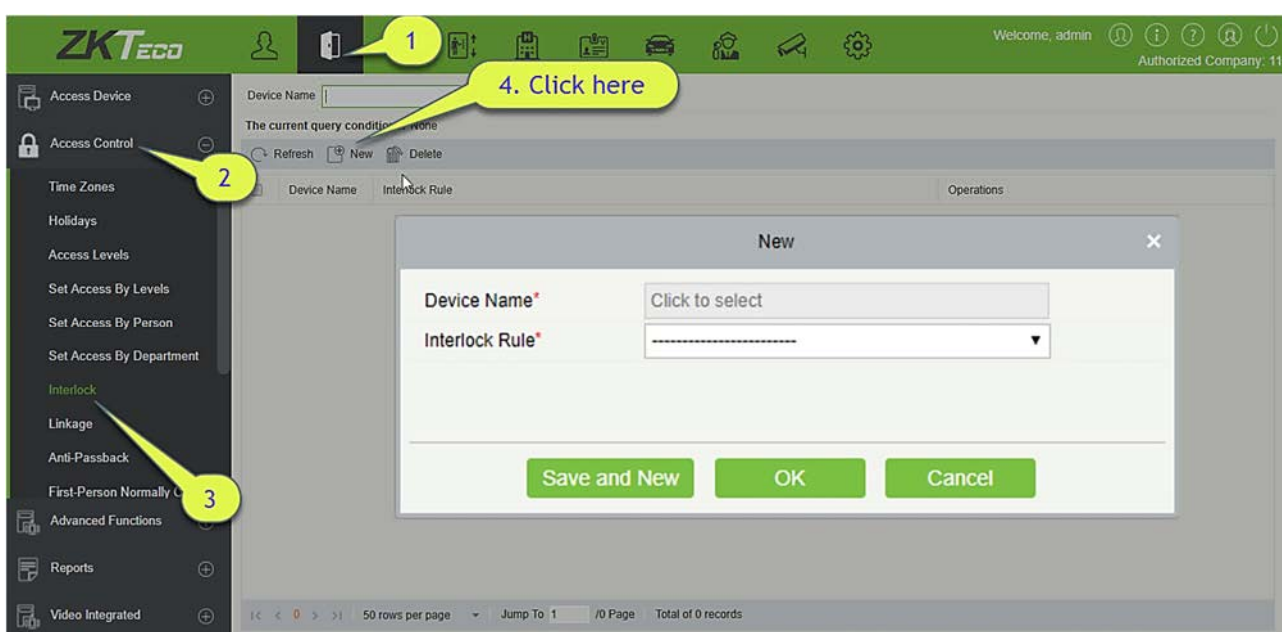 ZKTECO
1
Welcome, admin
Authorized Company: 11
Access Device
Device Name
4. Click here
The current query None
Access Control
Refresh New Delete
2
Time Zones
Device Name Interlock Rule Operations
Holidays
Access Levels
Set Access By Levels
Set Access By Person
Set Access By Department
Interlock
Linkage
Anti-Passback
First-Person Normally
3
Advanced Functions
Reports
Video Integrated
New
Device Name*
Click to select
Interlock Rule*
-------------------------
Save and New OK Cancel
0 50 rows per page Jump To 1 /0 Page Total of 0 records